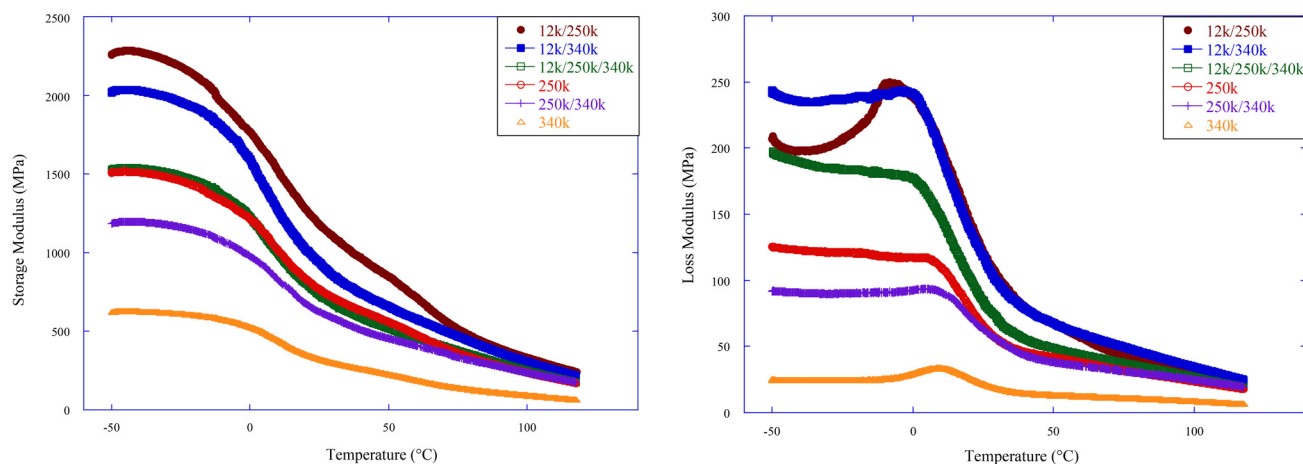 2500
2000
1500
1000
500
0
-50
0
50
100
Storage Modulus (MPa)
Temperature (°C)
12k/250k
12k/340k
12k/250k/340k
250k
250k/340k
340k
300
250
200
150
100
50
0
-50
0
50
100
Loss Modulus (MPa)
Temperature (°C)
12k/250k
12k/340k
12k/250k/340k
250k
250k/340k
340k